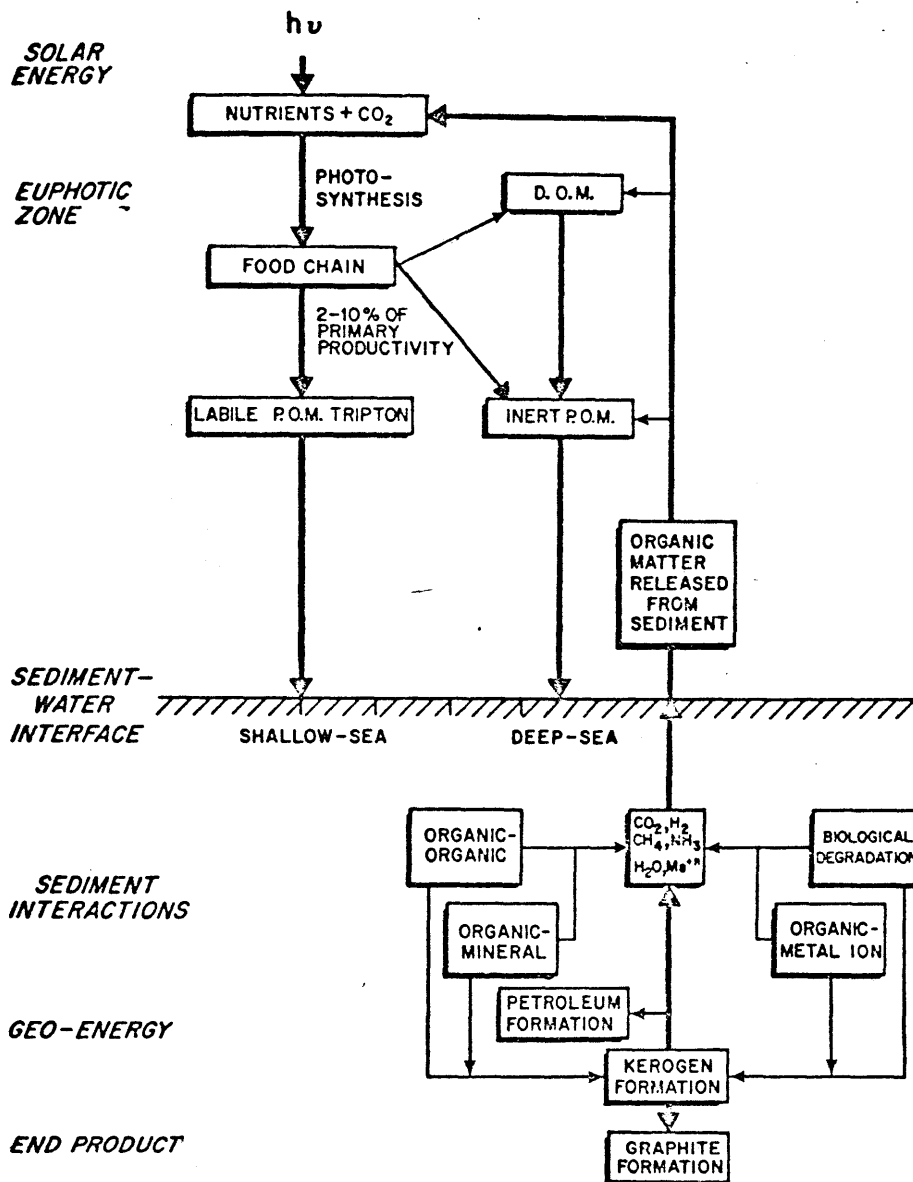 hν
SOLAR
ENERGY
NUTRIENTS + CO₂
EUPHOTIC
ZONE
PHOTO-
SYNTHESIS
D. O. M.
FOOD CHAIN
2-10% OF
PRIMARY
PRODUCTIVITY
LABILE P.O.M. TRIPTON
INERT P.O.M.
ORGANIC
MATTER
RELEASED
FROM
SEDIMENT
SEDIMENT-
WATER
INTERFACE
SHALLOW-SEA
DEEP-SEA
ORGANIC-
ORGANIC
CO₂, H₂
CH₄, NH₃
H₂O, Me⁺ⁿ
BIOLOGICAL
DEGRADATION
SEDIMENT
INTERACTIONS
ORGANIC-
MINERAL
ORGANIC-
METAL ION
GEO-ENERGY
PETROLEUM
FORMATION
KEROGEN
FORMATION
END PRODUCT
GRAPHITE
FORMATION